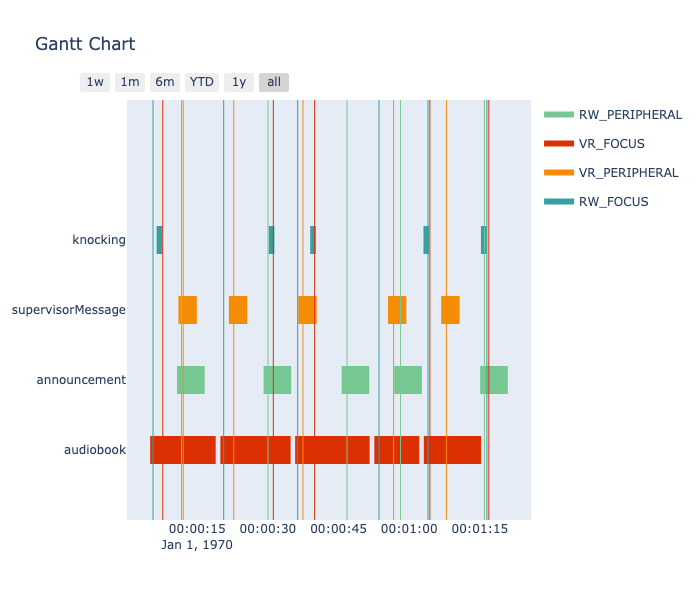 Gantt Chart
1w 1m 6m YTD 1y all
RW_PERIPHERAL
VR_FOCUS
VR_PERIPHERAL
RW_FOCUS
knocking
supervisorMessage
announcement
audiobook
00:00:15 00:00:30 00:00:45 00:01:00 00:01:15
Jan 1, 1970